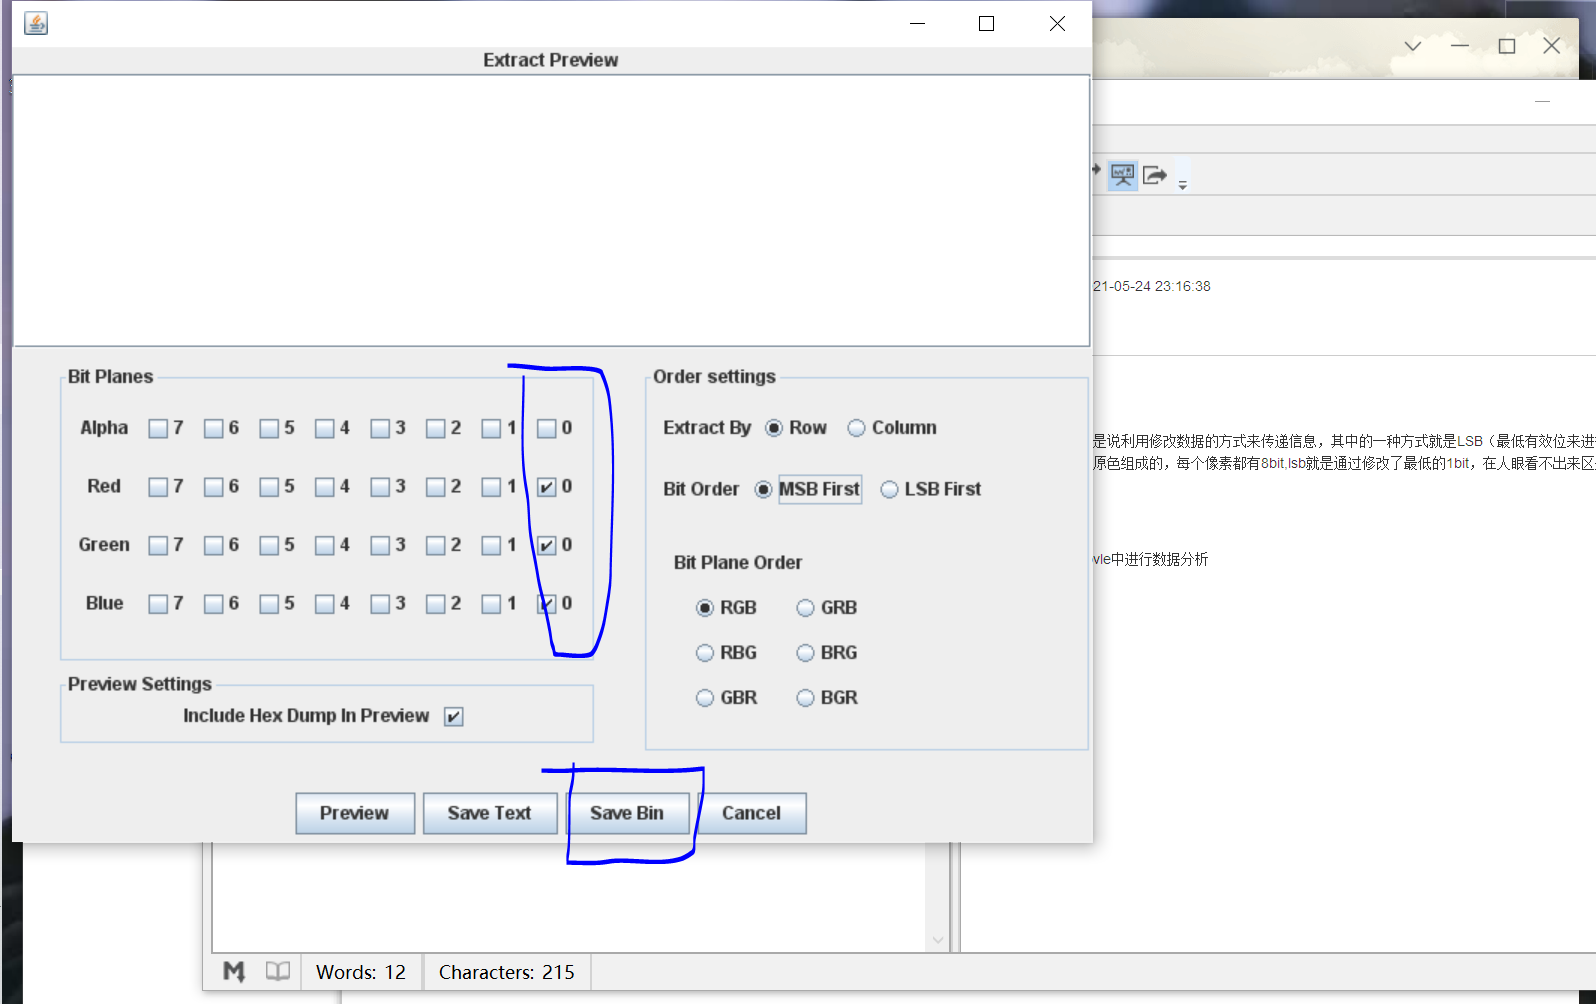 Extract Preview
21-05-24 23:16:38
Bit Planes
Alpha 7 6 5 4 3 2 1 0
Red 7 6 5 4 3 2 1 0
Green 7 6 5 4 3 2 1 0
Blue 7 6 5 4 3 2 1 0
Preview Settings
Include Hex Dump In Preview
Order settings
Extract By Row Column
Bit Order MSB First LSB First
Bit Plane Order
RGB GRB
RBG BRG
GBR BGR
Preview Save Text Save Bin Cancel
是说利用修改数据的方式来传递信息，其中的一种方式就是LSB（最低有效位来进
原色组成的，每个像素都有8bit,lsb就是通过修改了最低的1bit，在人眼看不出来区
ovle中进行数据分析
Words: 12 Characters: 215